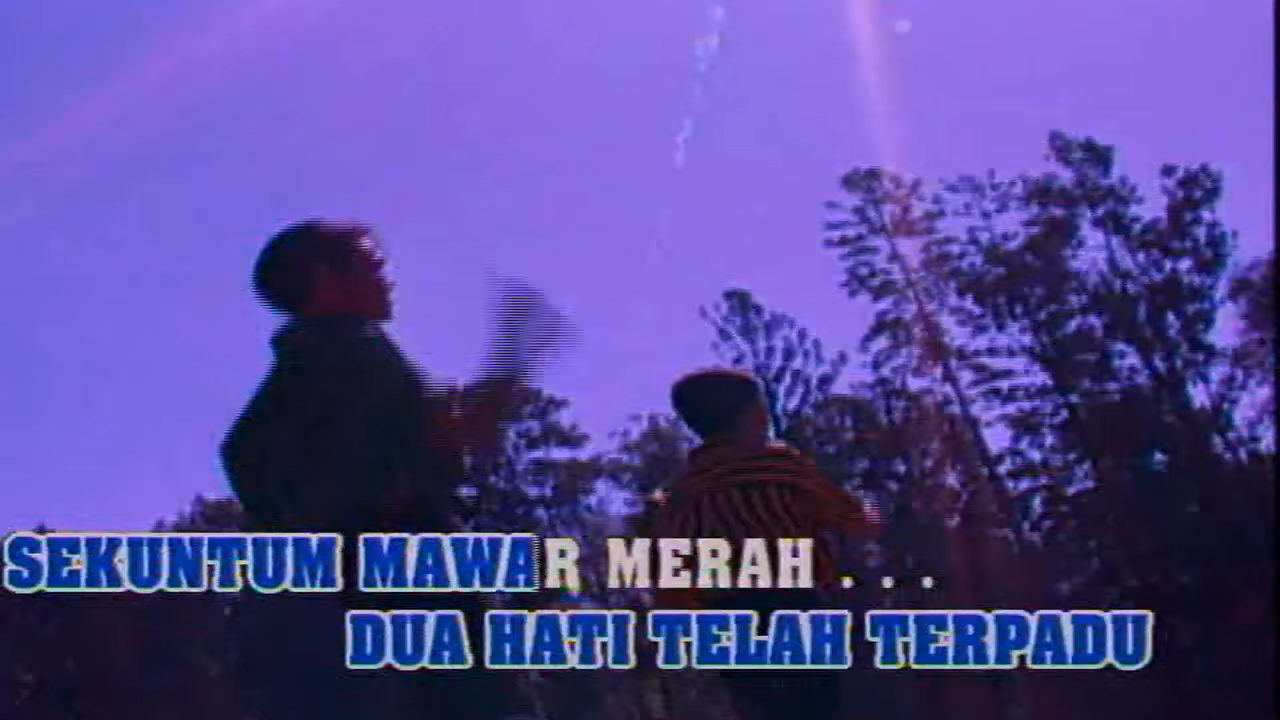 SEKUNTUM MAWAR MERAH . . .
DUA HATI TELAH TERPADU